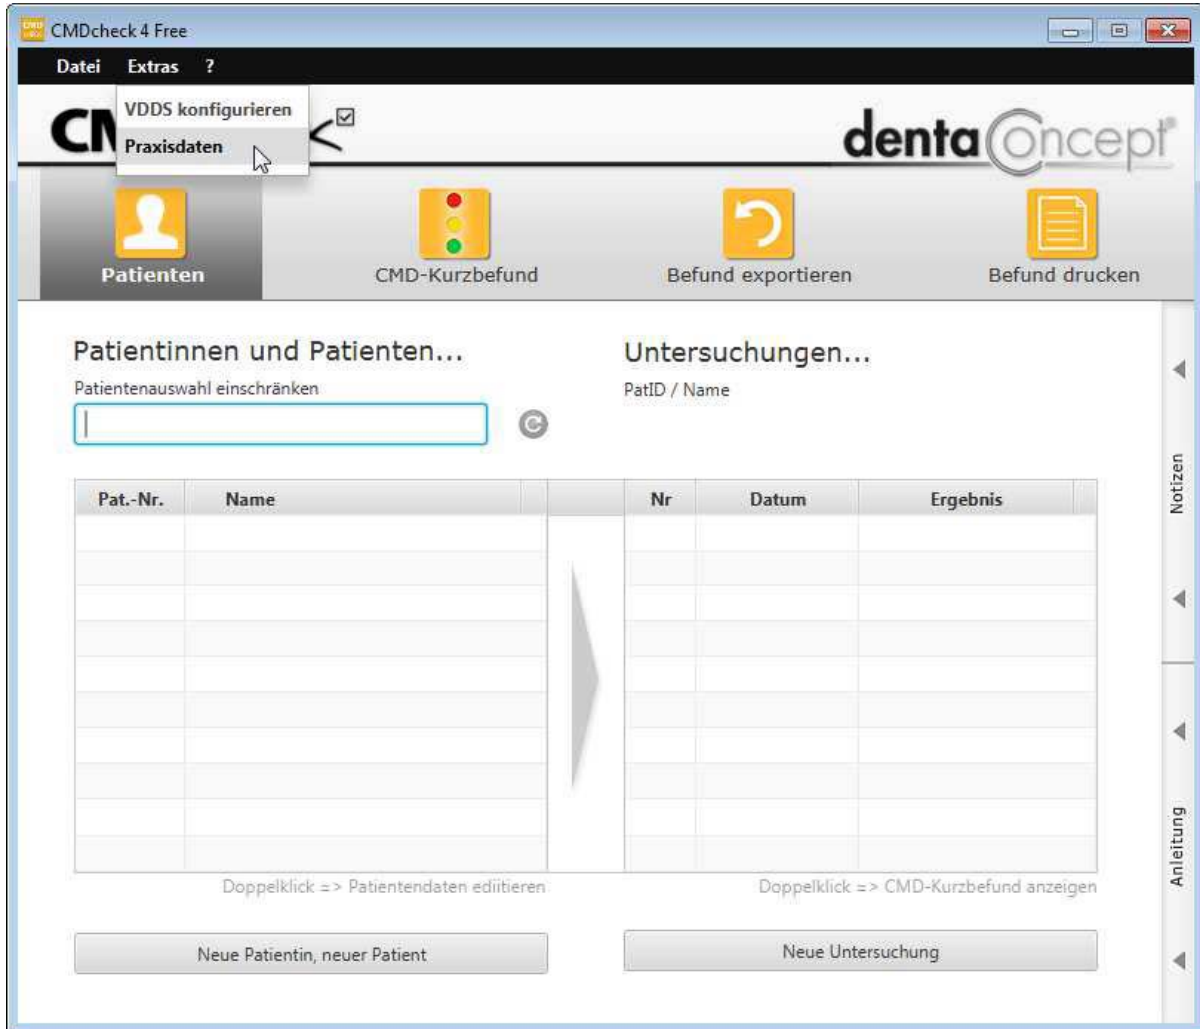 CMDcheck 4 Free
Datei Extras ?
VDDS konfigurieren
Praxisdaten
dentaConcept®
Patienten
CMD-Kurzbefund
Befund exportieren
Befund drucken
Patientinnen und Patienten...
Patientenauswahl einschränken
Untersuchungen...
PatID / Name
Pat.-Nr. Name
Nr Datum Ergebnis
Doppelklick => Patientendaten ediitieren
Doppelklick => CMD-Kurzbefund anzeigen
Neue Patientin, neuer Patient
Neue Untersuchung
Notizen
Anleitung